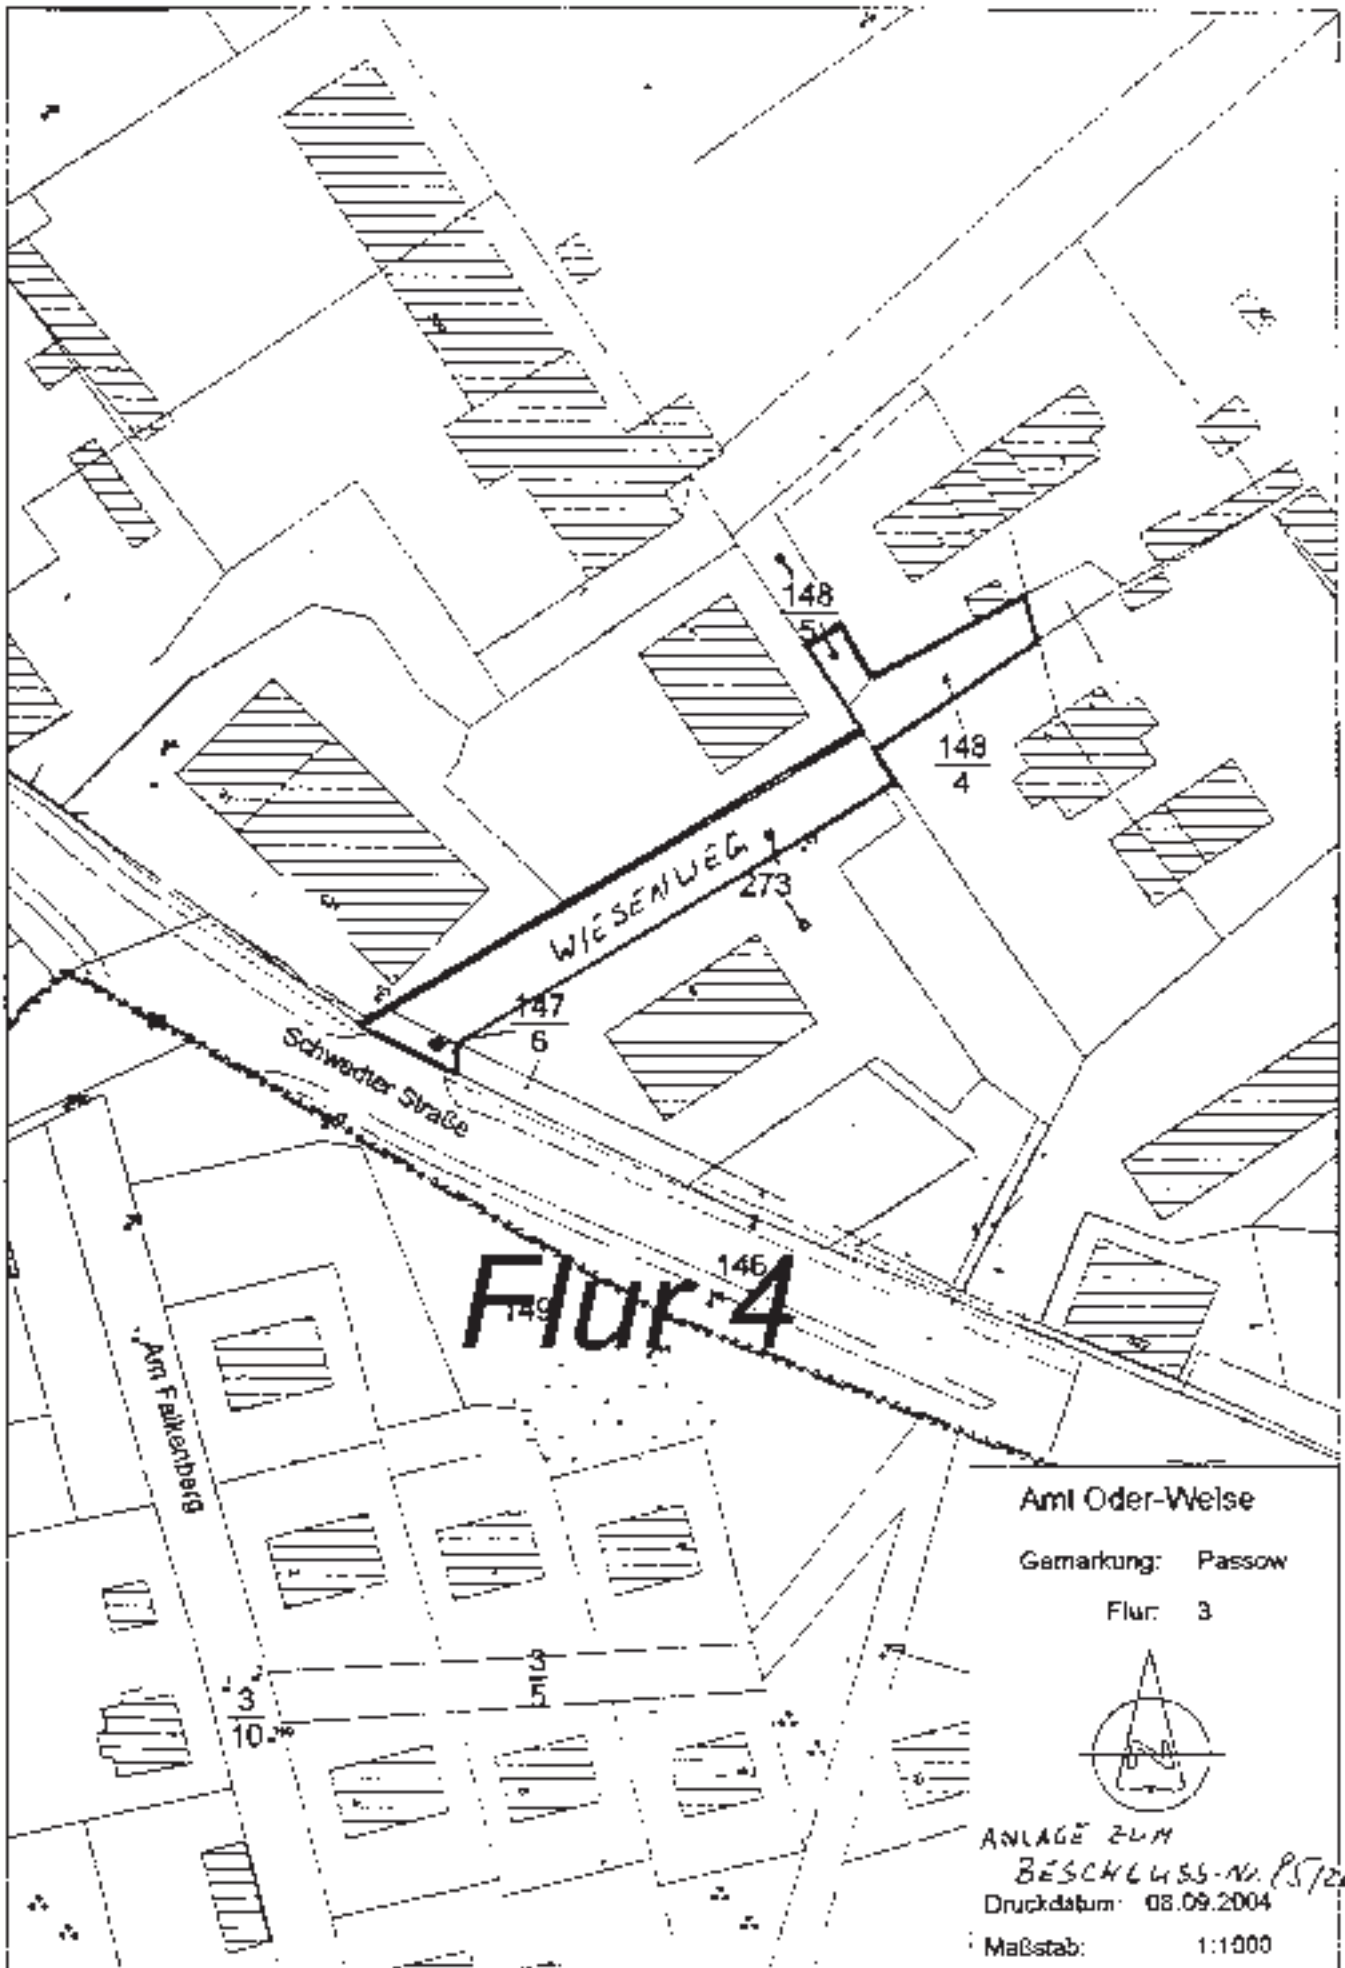 148
5
148
4
WIESENWEG
273
147
6
Schwedter Straße
Flur 4
146
149
Am Falkenberg
3
5
3
10
Amt Oder-Welse
Gemarkung: Passow
Flur: 3
N
ANLAGE ZUM
BESCHLUSS-Nr.
Druckdatum: 08.09.2004
Maßstab: 1:1000